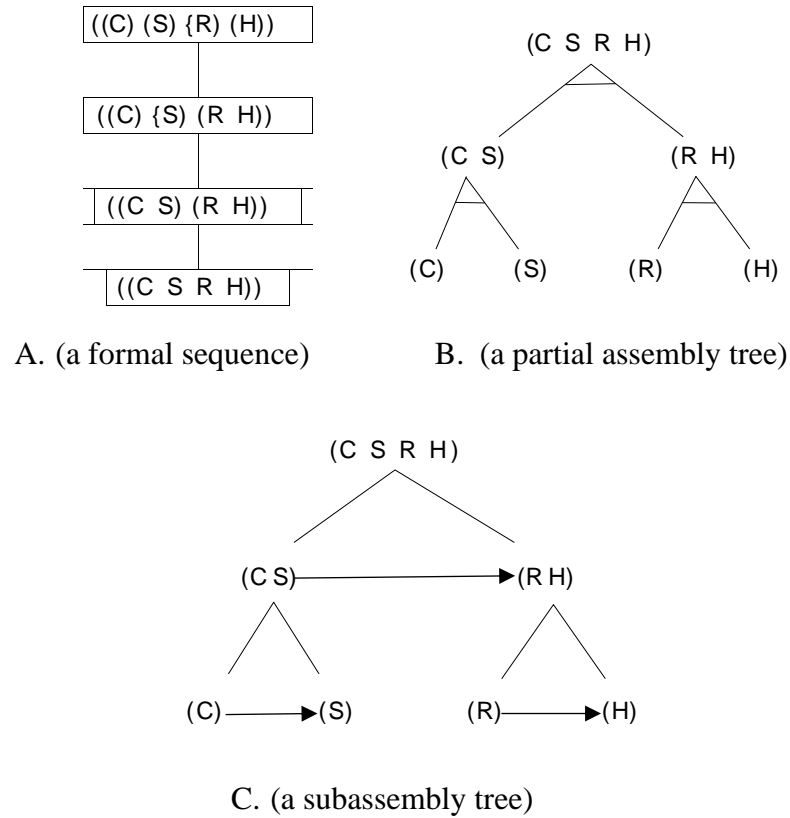 ((C) (S) {R) (H))
((C) {S) (R H))
((C S) (R H))
((C S R H))
A. (a formal sequence)
(C S R H)
(C S)
(R H)
(C)
(S)
(R)
(H)
B. (a partial assembly tree)
(C S R H)
(C S)
(R H)
(C)
(S)
(R)
(H)
C. (a subassembly tree)